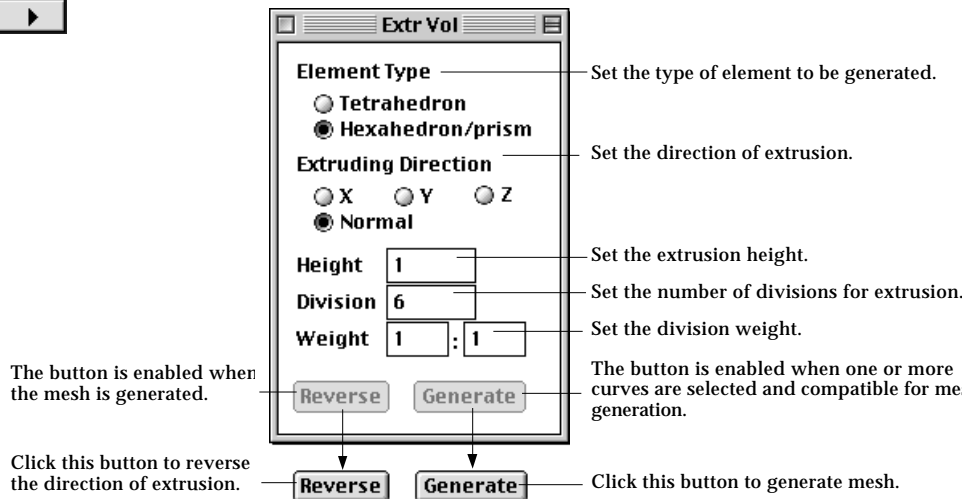 Extr Vol
Element Type
Set the type of element to be generated.
Tetrahedron
Hexahedron/prism
Extruding Direction
Set the direction of extrusion.
X Y Z
Normal
Height 1
Set the extrusion height.
Division 6
Set the number of divisions for extrusion.
Weight 1 : 1
Set the division weight.
The button is enabled when
the mesh is generated.
Reverse Generate
The button is enabled when one or more
curves are selected and compatible for
generation.
Click this button to reverse
the direction of extrusion.
Reverse Generate
Click this button to generate mesh.